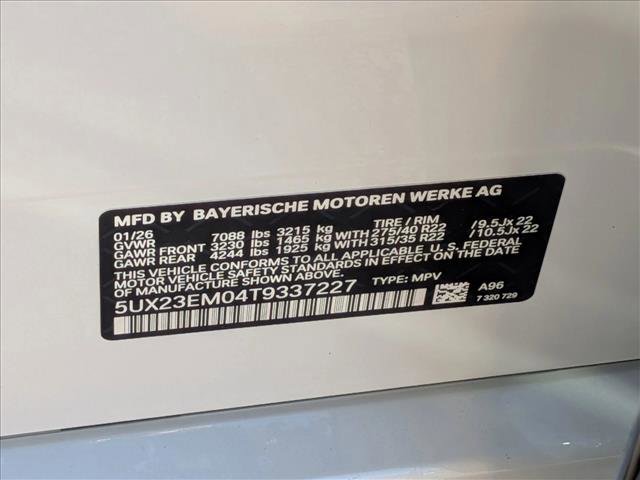 MFD BY BAYERISCHE MOTOREN WERKE AG
01/26 TIRE / RIM
GVWR 7088 lbs 3215 kg
GAWR FRONT 3230 lbs 1465 kg WITH 275/40 R22 / 9.5Jx 22
GAWR REAR 4244 lbs 1925 kg WITH 315/35 R22 / 10.5Jx 22
THIS VEHICLE CONFORMS TO ALL APPLICABLE U.S. FEDERAL
MOTOR VEHICLE SAFETY STANDARDS IN EFFECT ON THE DATE
OF MANUFACTURE SHOWN ABOVE.
5UX23EM04T9337227 TYPE: MPV
A96
7 320 729